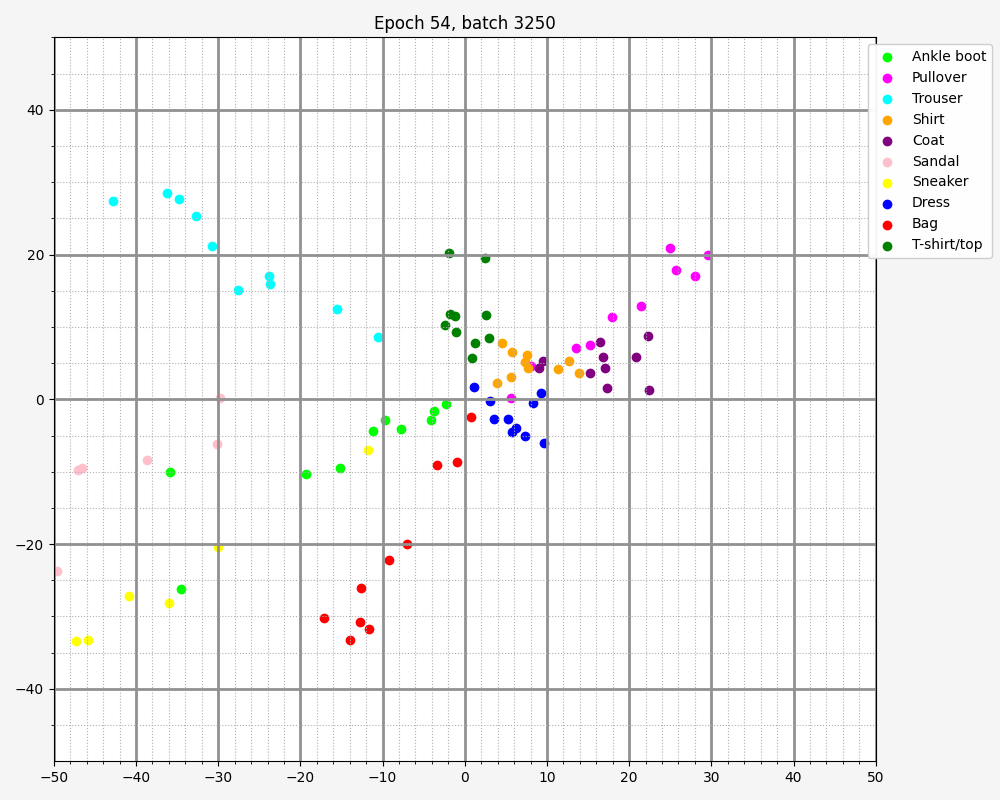 Epoch 54, batch 3250
Ankle boot
Pullover
Trouser
Shirt
Coat
Sandal
Sneaker
Dress
Bag
T-shirt/top
40
20
0
−20
−40
−50 −40 −30 −20 −10 0 10 20 30 40 50